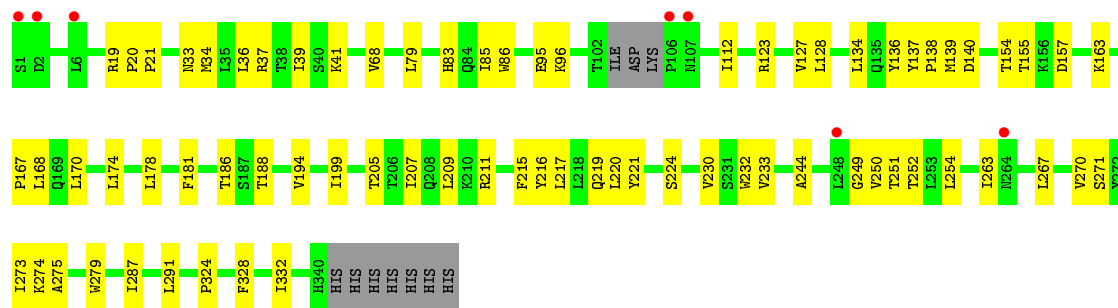 S1 D2 L6 R19 P20 P21 N33 M34 L35 L36 R37 T38 I39 S40 K41 V68 L79 H83 Q84 I85 W86 E95 K96 T102 ILE ASP LYS P106 N107 I112 R123 V127 L128 L134 Q135 Y136 Y137 P138 M139 D140 T154 T155 K156 D157 K163
P167 L168 Q169 L170 L174 L178 F181 T186 S187 T188 V194 I199 T205 T206 I207 Q208 L209 K210 R211 F215 Y216 L217 L218 Q219 L220 Y221 S224 V230 S231 W232 V233 A244 L248 G249 V250 T251 T252 L253 L254 I263 N264 L267 V270 S271 Y272
I273 K274 A275 W279 I287 L291 P324 F328 I332 H340 HIS HIS HIS HIS HIS HIS HIS